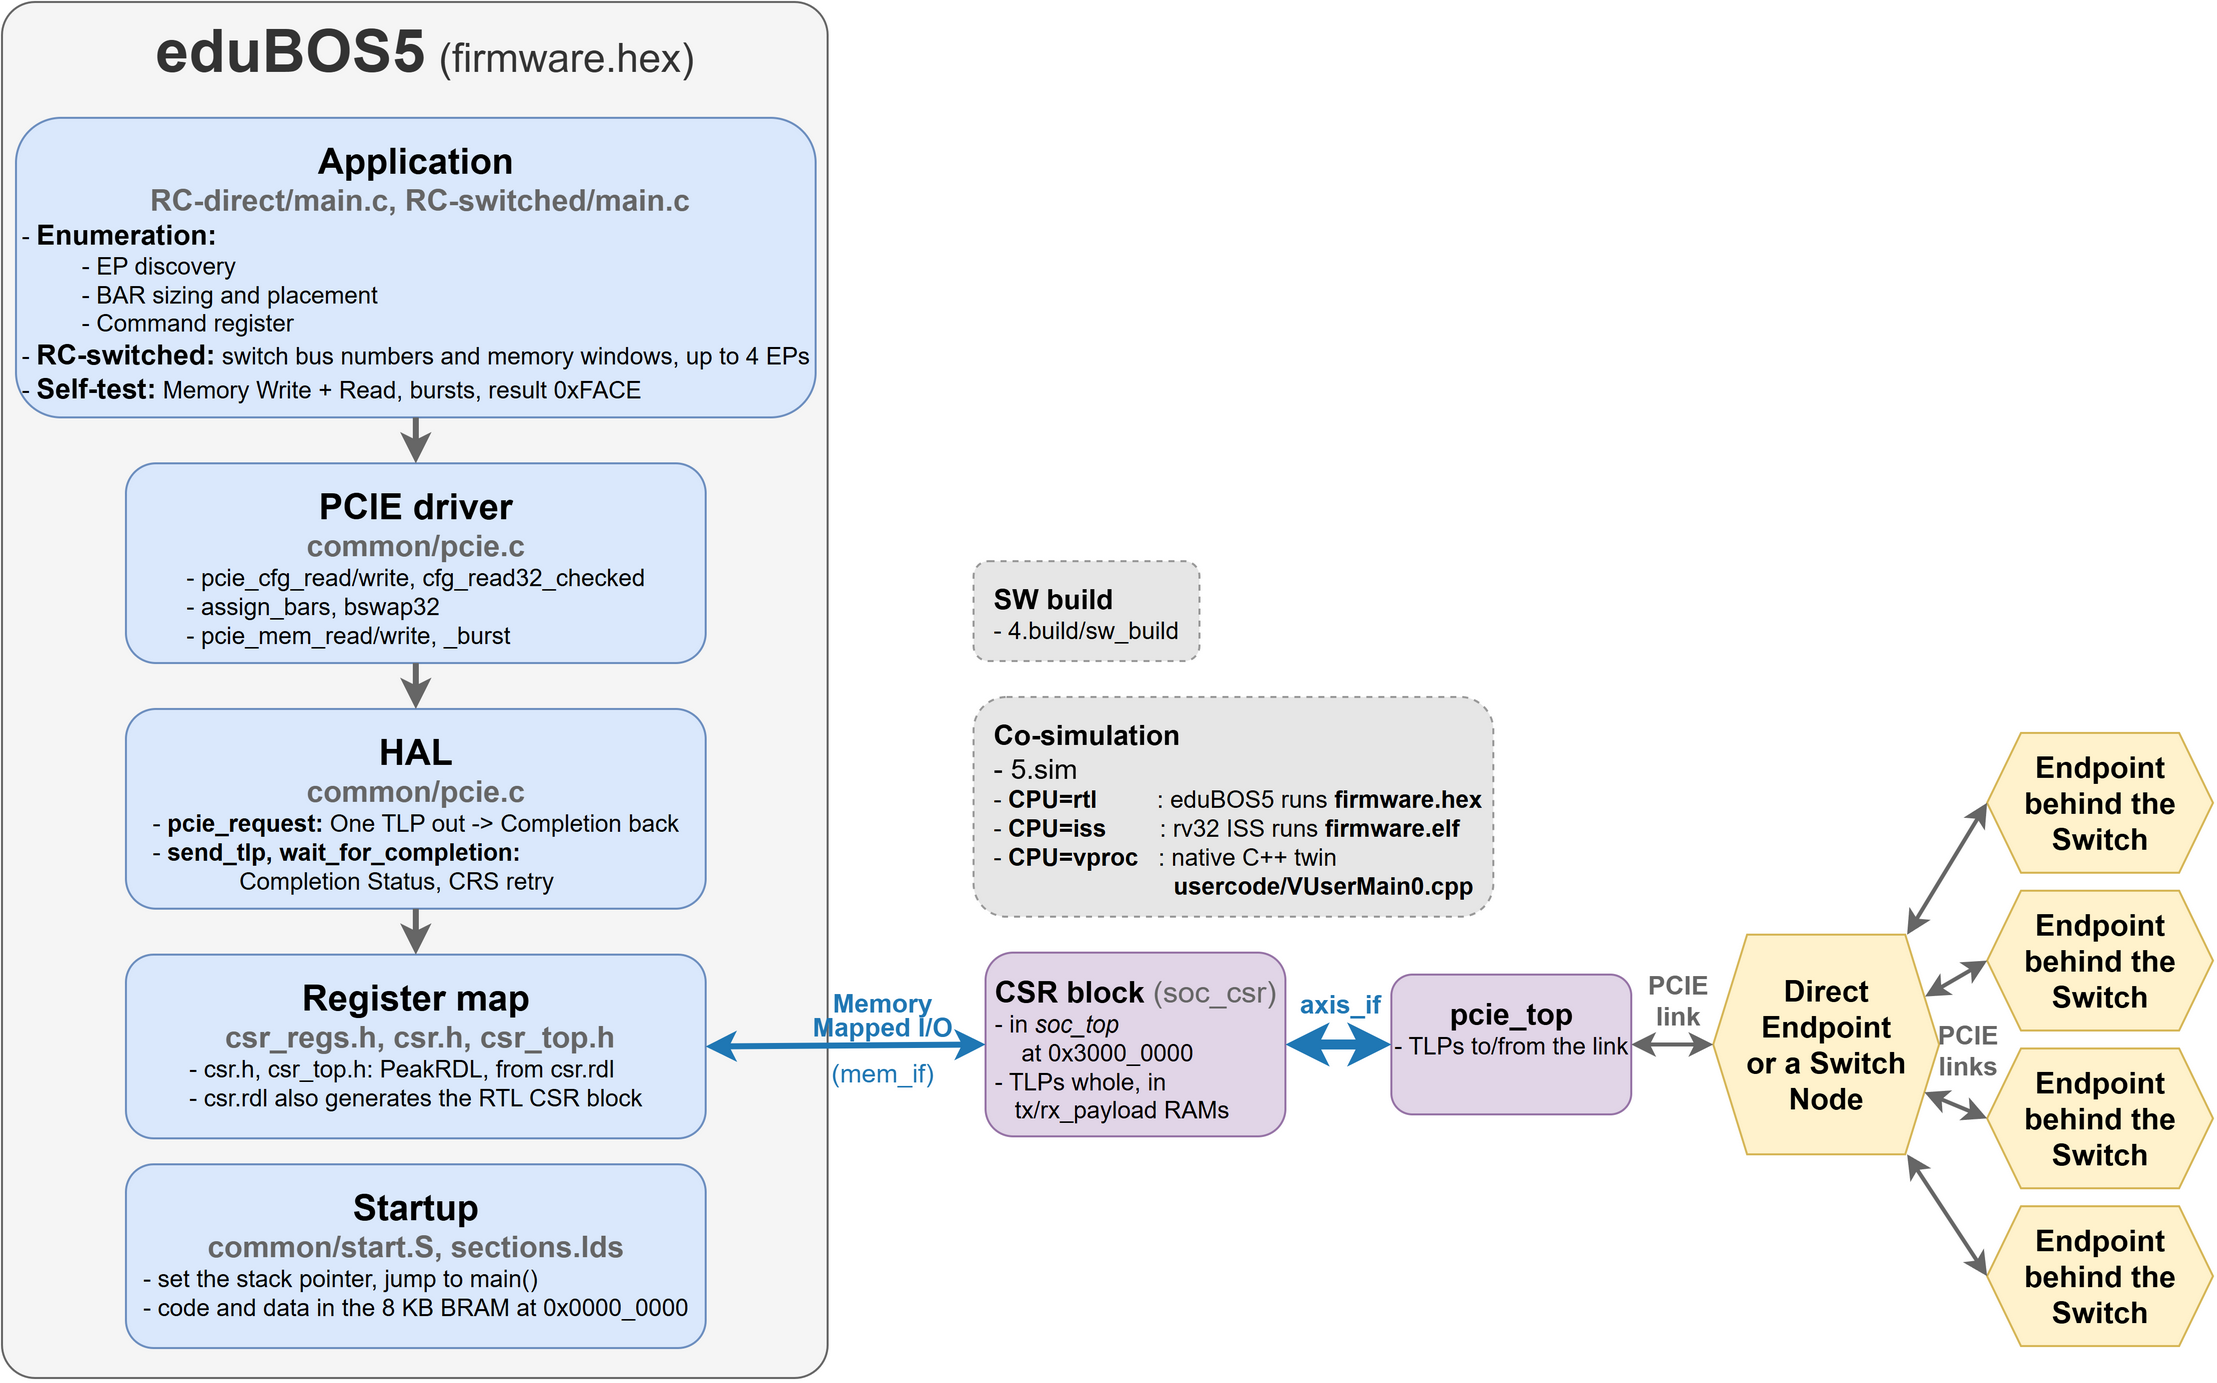 eduBOS5 (firmware.hex)
Application
RC-direct/main.c, RC-switched/main.c
- Enumeration:
- EP discovery
- BAR sizing and placement
- Command register
- RC-switched: switch bus numbers and memory windows, up to 4 EPs
- Self-test: Memory Write + Read, bursts, result 0xFACE
PCIE driver
common/pcie.c
- pcie_cfg_read/write, cfg_read32_checked
- assign_bars, bswap32
- pcie_mem_read/write, _burst
HAL
common/pcie.c
- pcie_request: One TLP out -> Completion back
- send_tlp, wait_for_completion:
Completion Status, CRS retry
Register map
csr_regs.h, csr.h, csr_top.h
- csr.h, csr_top.h: PeakRDL, from csr.rdl
- csr.rdl also generates the RTL CSR block
Startup
common/start.S, sections.lds
- set the stack pointer, jump to main()
- code and data in the 8 KB BRAM at 0x0000_0000
Memory
Mapped I/O
(mem_if)
SW build
- 4.build/sw_build
Co-simulation
- 5.sim
- CPU=rtl : eduBOS5 runs firmware.hex
- CPU=iss : rv32 ISS runs firmware.elf
- CPU=vproc : native C++ twin
usercode/VUserMain0.cpp
CSR block (soc_csr)
- in soc_top
at 0x3000_0000
- TLPs whole, in
tx/rx_payload RAMs
axis_if
pcie_top
- TLPs to/from the link
PCIE
link
Direct
Endpoint
or a Switch
Node
PCIE
links
Endpoint
behind the
Switch
Endpoint
behind the
Switch
Endpoint
behind the
Switch
Endpoint
behind the
Switch